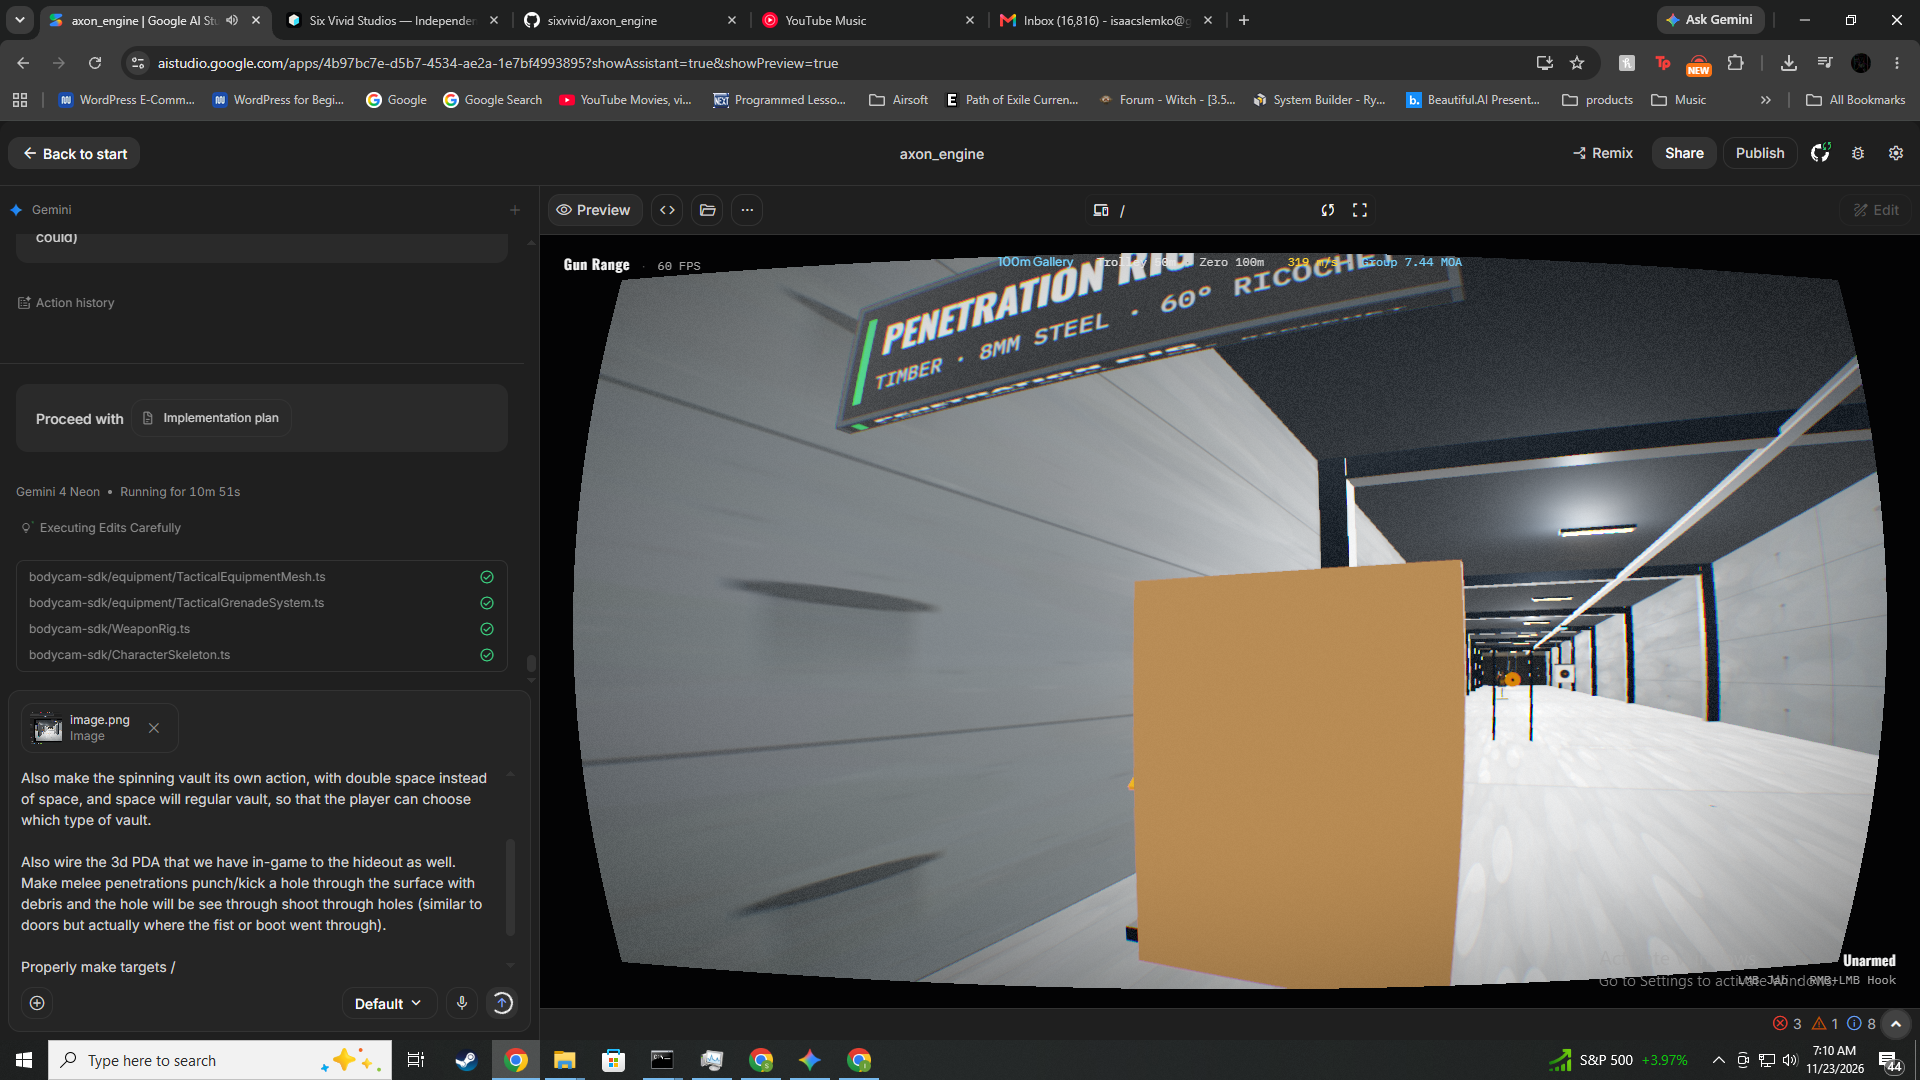 axon_engine | Google AI Stu
Six Vivid Studios — Independen
sixvivid/axon_engine
YouTube Music
Inbox (16,816) - isaacslemko@g
Ask Gemini
aistudio.google.com/apps/4b97bc7e-d5b7-4534-ae2a-1e7bf4993895?showAssistant=true&showPreview=true
Tp
NEW
WordPress E-Comm...
WordPress for Begi...
Google
Google Search
YouTube Movies, vi...
Programmed Lesso...
Airsoft
Path of Exile Curren...
Forum - Witch - [3.5...
System Builder - Ry...
Beautiful.AI Present...
products
Music
All Bookmarks
Back to start
axon_engine
Remix
Share
Publish
Gemini
Preview
/
Edit
could)
Action history
Proceed with Implementation plan
Gemini 4 Neon • Running for 10m 51s
Executing Edits Carefully
bodycam-sdk/equipment/TacticalEquipmentMesh.ts
bodycam-sdk/equipment/TacticalGrenadeSystem.ts
bodycam-sdk/WeaponRig.ts
bodycam-sdk/CharacterSkeleton.ts
image.png
Image
Also make the spinning vault its own action, with double space instead
of space, and space will regular vault, so that the player can choose
which type of vault.
Also wire the 3d PDA that we have in-game to the hideout as well.
Make melee penetrations punch/kick a hole through the surface with
debris and the hole will be see through shoot through holes (similar to
doors but actually where the fist or boot went through).
Properly make targets /
Default
Gun Range · 60 FPS
100m Gallery
Zero 100m
319 m/s
Group 7.44 MOA
PENETRATION RIG
TIMBER · 8MM STEEL · 60° RICOCHET
Unarmed
LMB Jab · RMB+LMB Hook
Go to Settings to activate Windows.
3
1
8
Type here to search
S&P 500 +3.97%
7:10 AM
11/23/2026
44